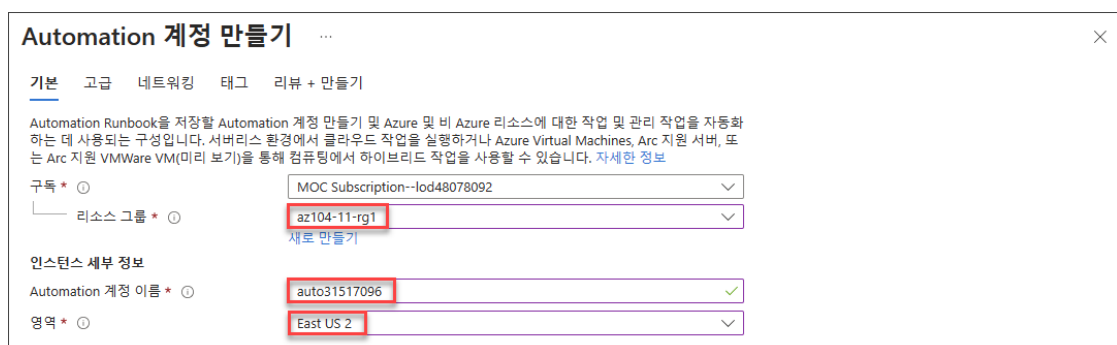 Automation 계정 만들기 ...
기본 고급 네트워킹 태그 리뷰 + 만들기
Automation Runbook을 저장할 Automation 계정 만들기 및 Azure 및 비 Azure 리소스에 대한 작업 및 관리 작업을 자동화
하는 데 사용되는 구성입니다. 서버리스 환경에서 클라우드 작업을 실행하거나 Azure Virtual Machines, Arc 지원 서버, 또
는 Arc 지원 VMWare VM(미리 보기)을 통해 컴퓨팅에서 하이브리드 작업을 사용할 수 있습니다. 자세한 정보
구독 * MOC Subscription--lod48078092
리소스 그룹 * az104-11-rg1
새로 만들기
인스턴스 세부 정보
Automation 계정 이름 * auto31517096
영역 * East US 2